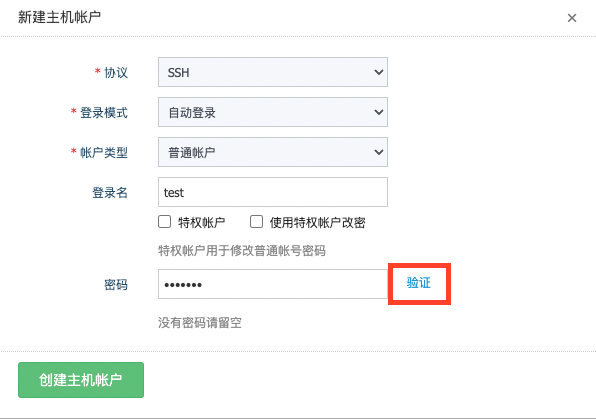 新建主机帐户 ×
* 协议 SSH
* 登录模式 自动登录
* 帐户类型 普通帐户
登录名 test
特权帐户 使用特权帐户改密
特权帐户用于修改普通帐号密码
密码 ••••••• 验证
没有密码请留空
创建主机帐户